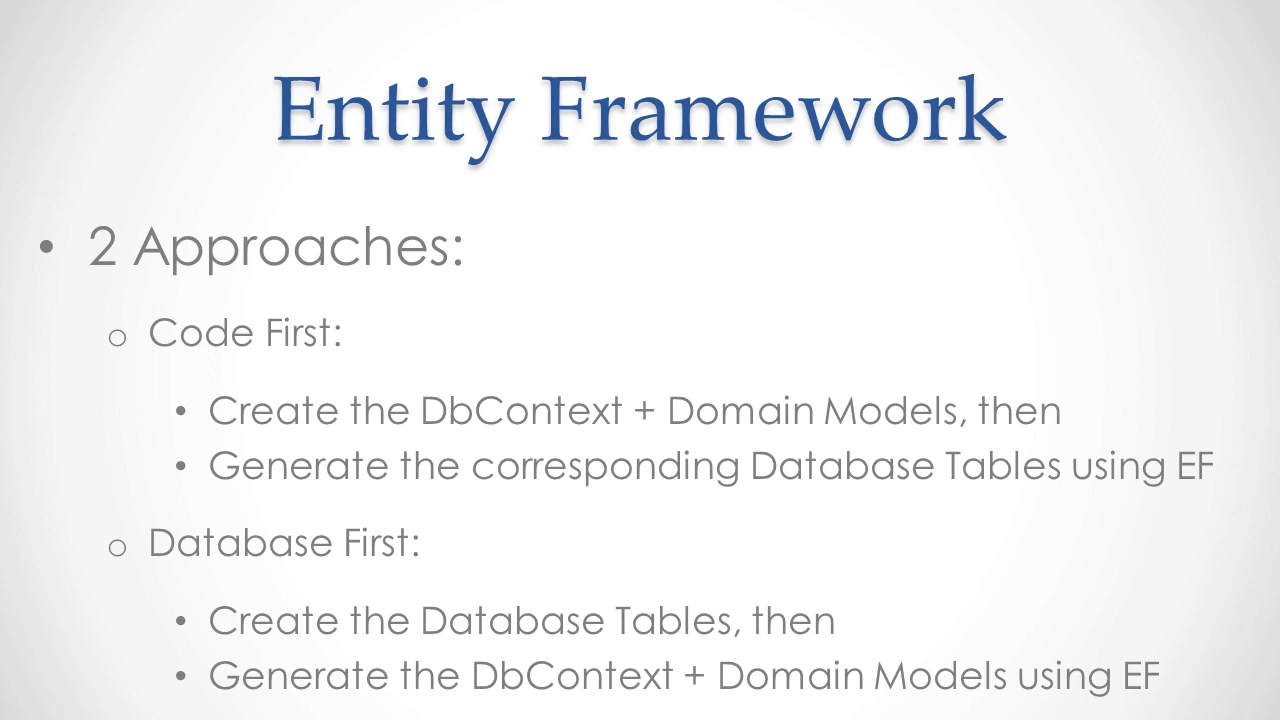 Entity Framework
• 2 Approaches:
o Code First:
• Create the DbContext + Domain Models, then
• Generate the corresponding Database Tables using EF
o Database First:
• Create the Database Tables, then
• Generate the DbContext + Domain Models using EF